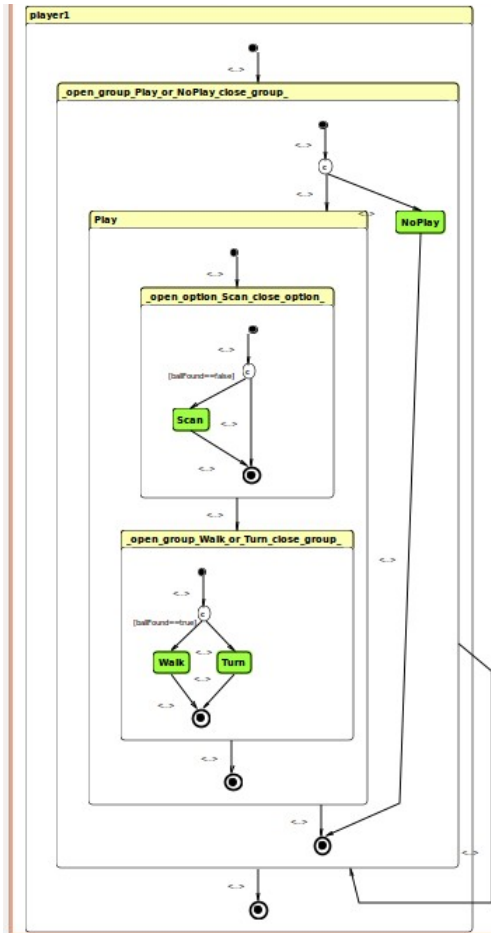 player1
<...>
_open_group_Play_or_NoPlay_close_group_
<...>
c
<...>
<...>
NoPlay
Play
<...>
_open_option_Scan_close_option_
<...>
[ballFound==false]
c
Scan
<...>
<...>
<...>
_open_group_Walk_or_Turn_close_group_
<...>
<...>
[ballFound==true]
c
Walk
<...>
Turn
<...>
<...>
<...>
<...>
<...>
<...>